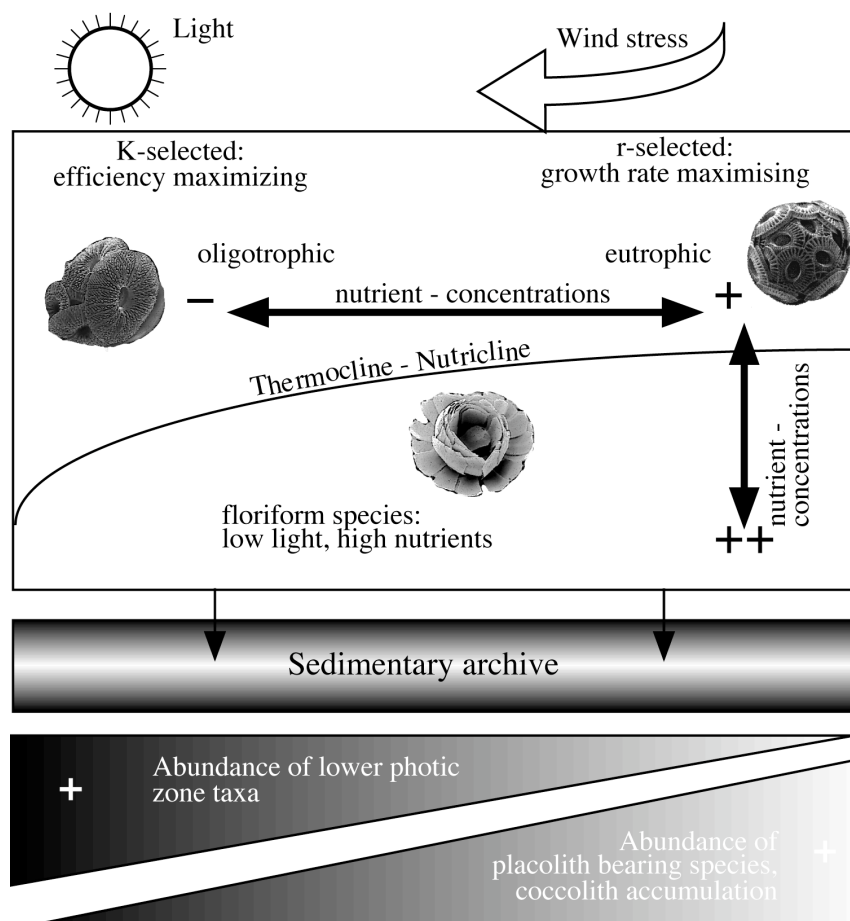 Light
Wind stress
K-selected:
efficiency maximizing
r-selected:
growth rate maximising
oligotrophic
eutrophic
−
nutrient - concentrations
+
Thermocline - Nutricline
nutrient -
concentrations
floriform species:
low light, high nutrients
++
Sedimentary archive
+
Abundance of lower photic
zone taxa
Abundance of
placolith bearing species,
coccolith accumulation
+